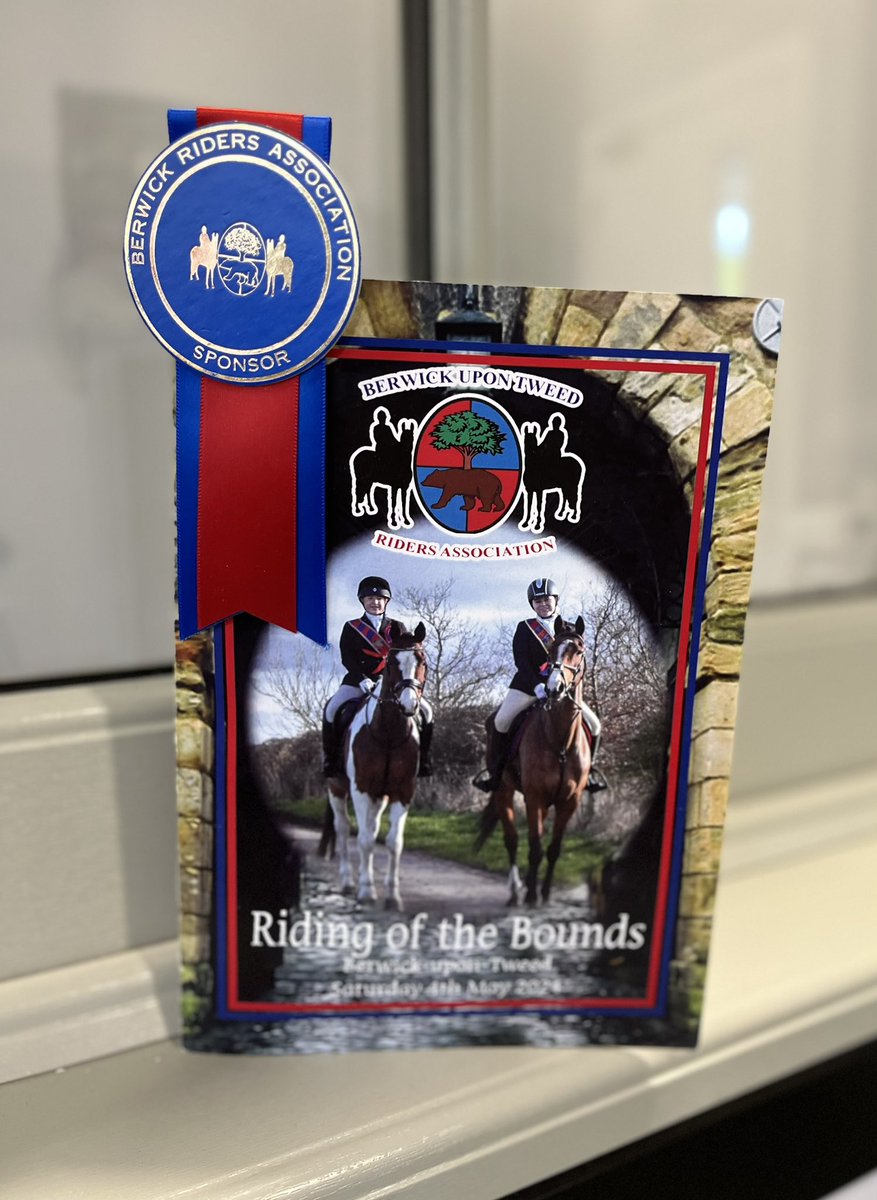 BERWICK RIDERS ASSOCIATION
SPONSOR
BERWICK UPON TWEED
RIDERS ASSOCIATION
Riding of the Bounds
Berwick upon Tweed
Saturday 4th May 2024